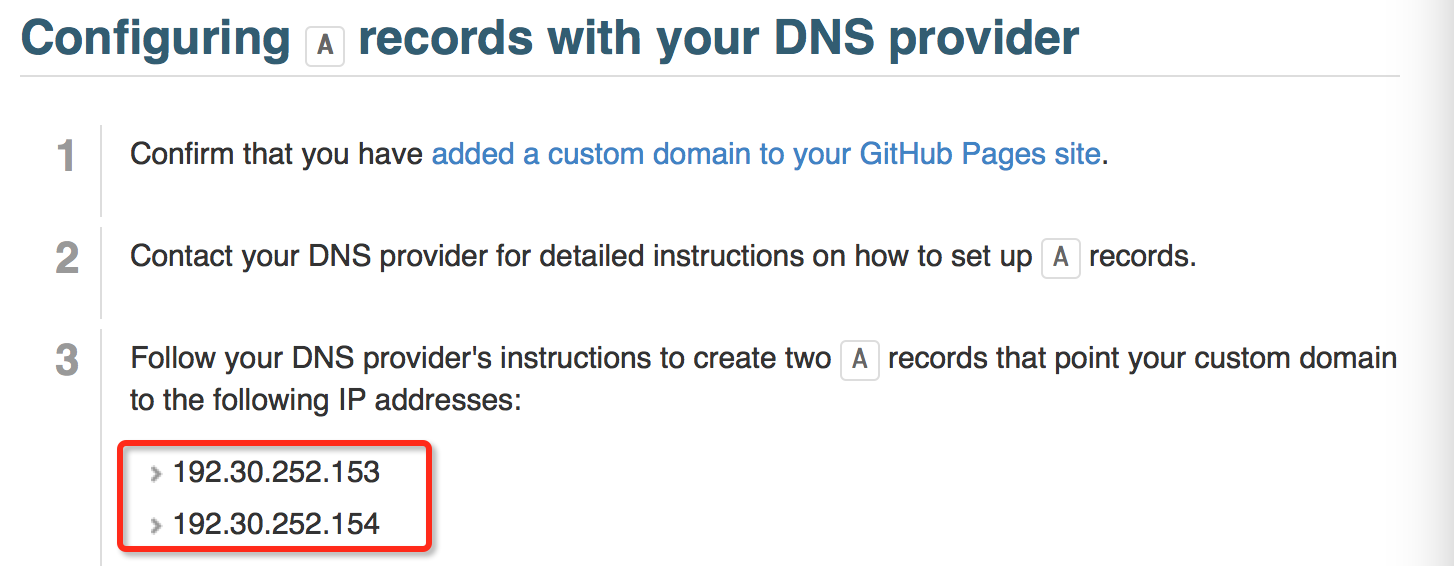 Configuring A records with your DNS provider
1 Confirm that you have added a custom domain to your GitHub Pages site.
2 Contact your DNS provider for detailed instructions on how to set up A records.
3 Follow your DNS provider's instructions to create two A records that point your custom domain
to the following IP addresses:
192.30.252.153
192.30.252.154